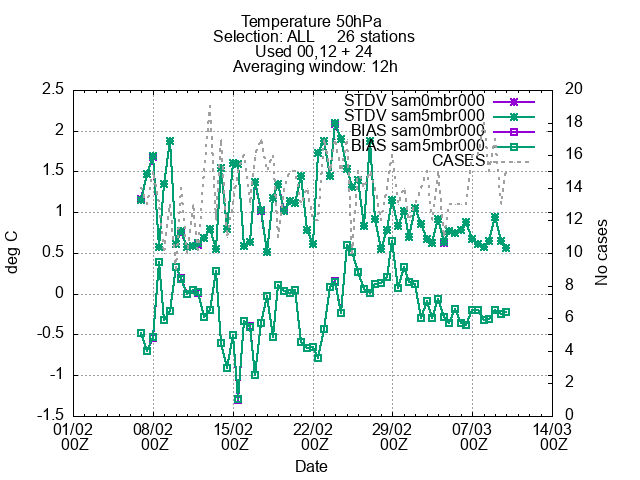 Temperature 50hPa
Selection: ALL     26 stations
Used 00,12 + 24
Averaging window: 12h
2.5
2
1.5
1
0.5
0
-0.5
-1
-1.5
deg C
STDV sam0mbr000
STDV sam5mbr000
BIAS sam0mbr000
BIAS sam5mbr000
CASES
20
18
16
14
12
10
8
6
4
2
0
No cases
01/02 08/02 15/02 22/02 29/02 07/03 14/03
00Z 00Z 00Z 00Z 00Z 00Z 00Z
Date